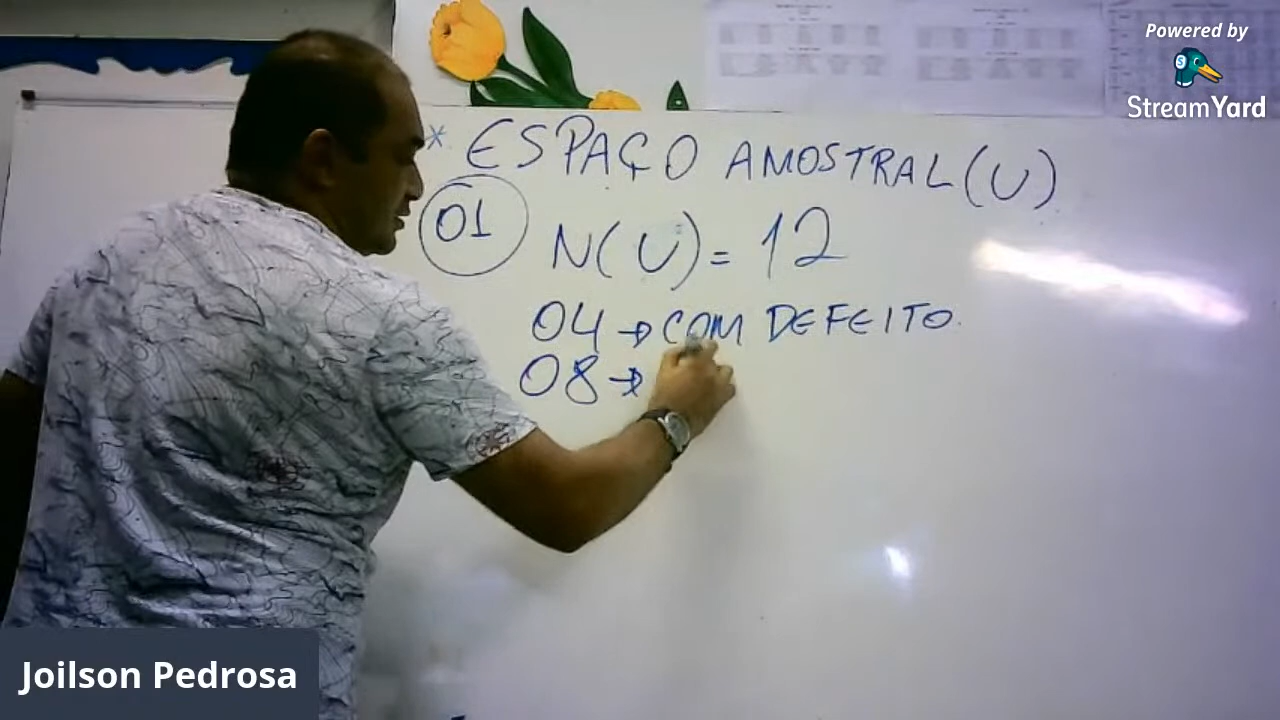 Powered by
StreamYard
* ESPAÇO AMOSTRAL (U)
01 N(U) = 12
04 → COM DEFEITO.
08 →
Joilson Pedrosa